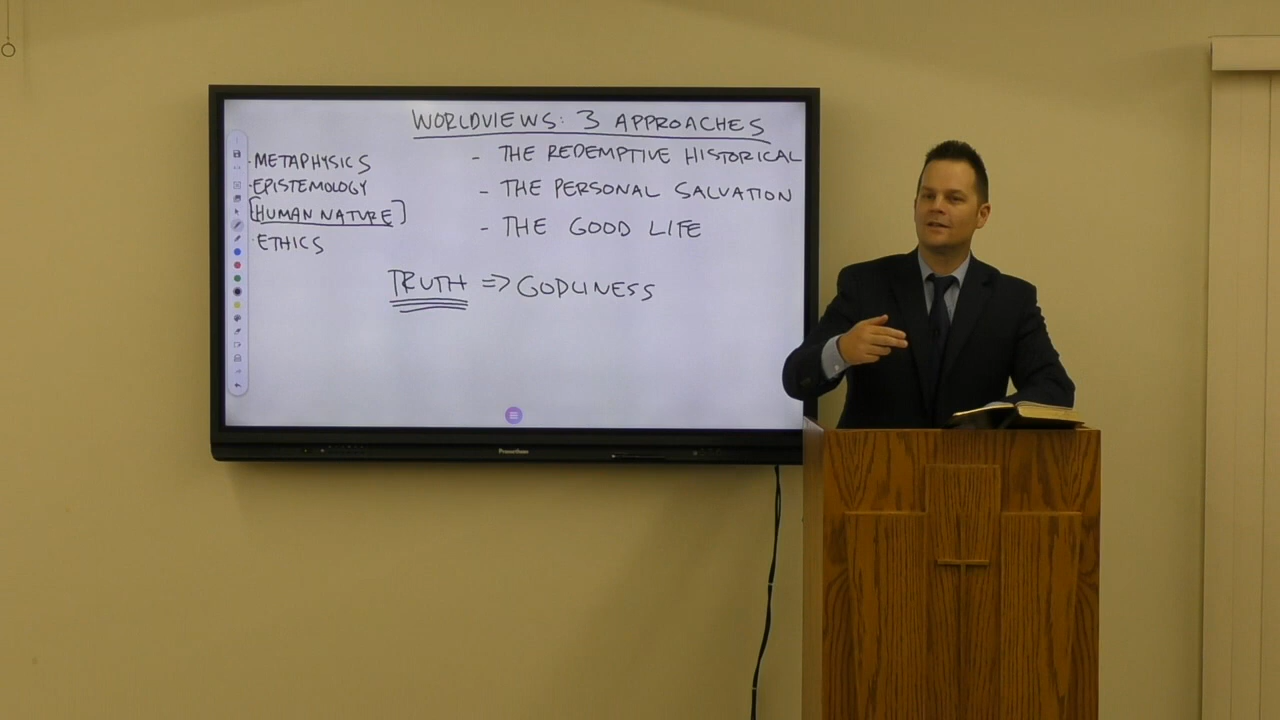 WORLDVIEWS: 3 APPROACHES
- THE REDEMPTIVE HISTORICAL
- THE PERSONAL SALVATION
- THE GOOD LIFE
· METAPHYSICS
· EPISTEMOLOGY
[HUMAN NATURE]
· ETHICS
TRUTH => GODLINESS
Promethean